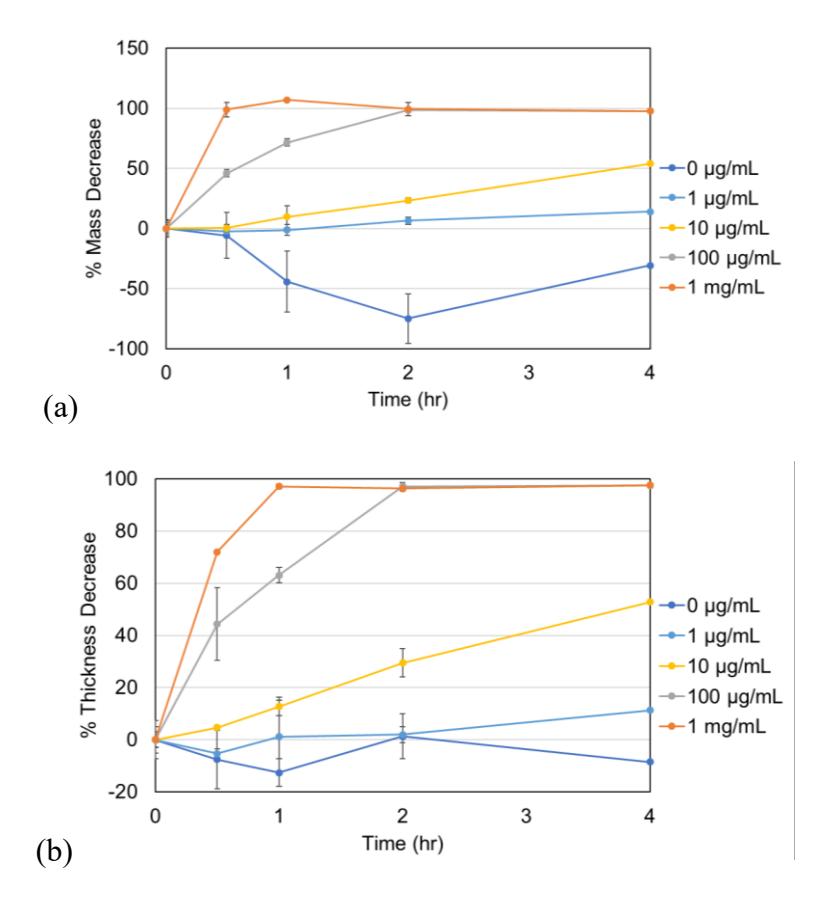 150
100
50
0
-50
-100
% Mass Decrease
0 1 2 3 4
Time (hr)
0 µg/mL
1 µg/mL
10 µg/mL
100 µg/mL
1 mg/mL
(a)
100
80
60
40
20
0
-20
% Thickness Decrease
0 1 2 3 4
Time (hr)
0 µg/mL
1 µg/mL
10 µg/mL
100 µg/mL
1 mg/mL
(b)